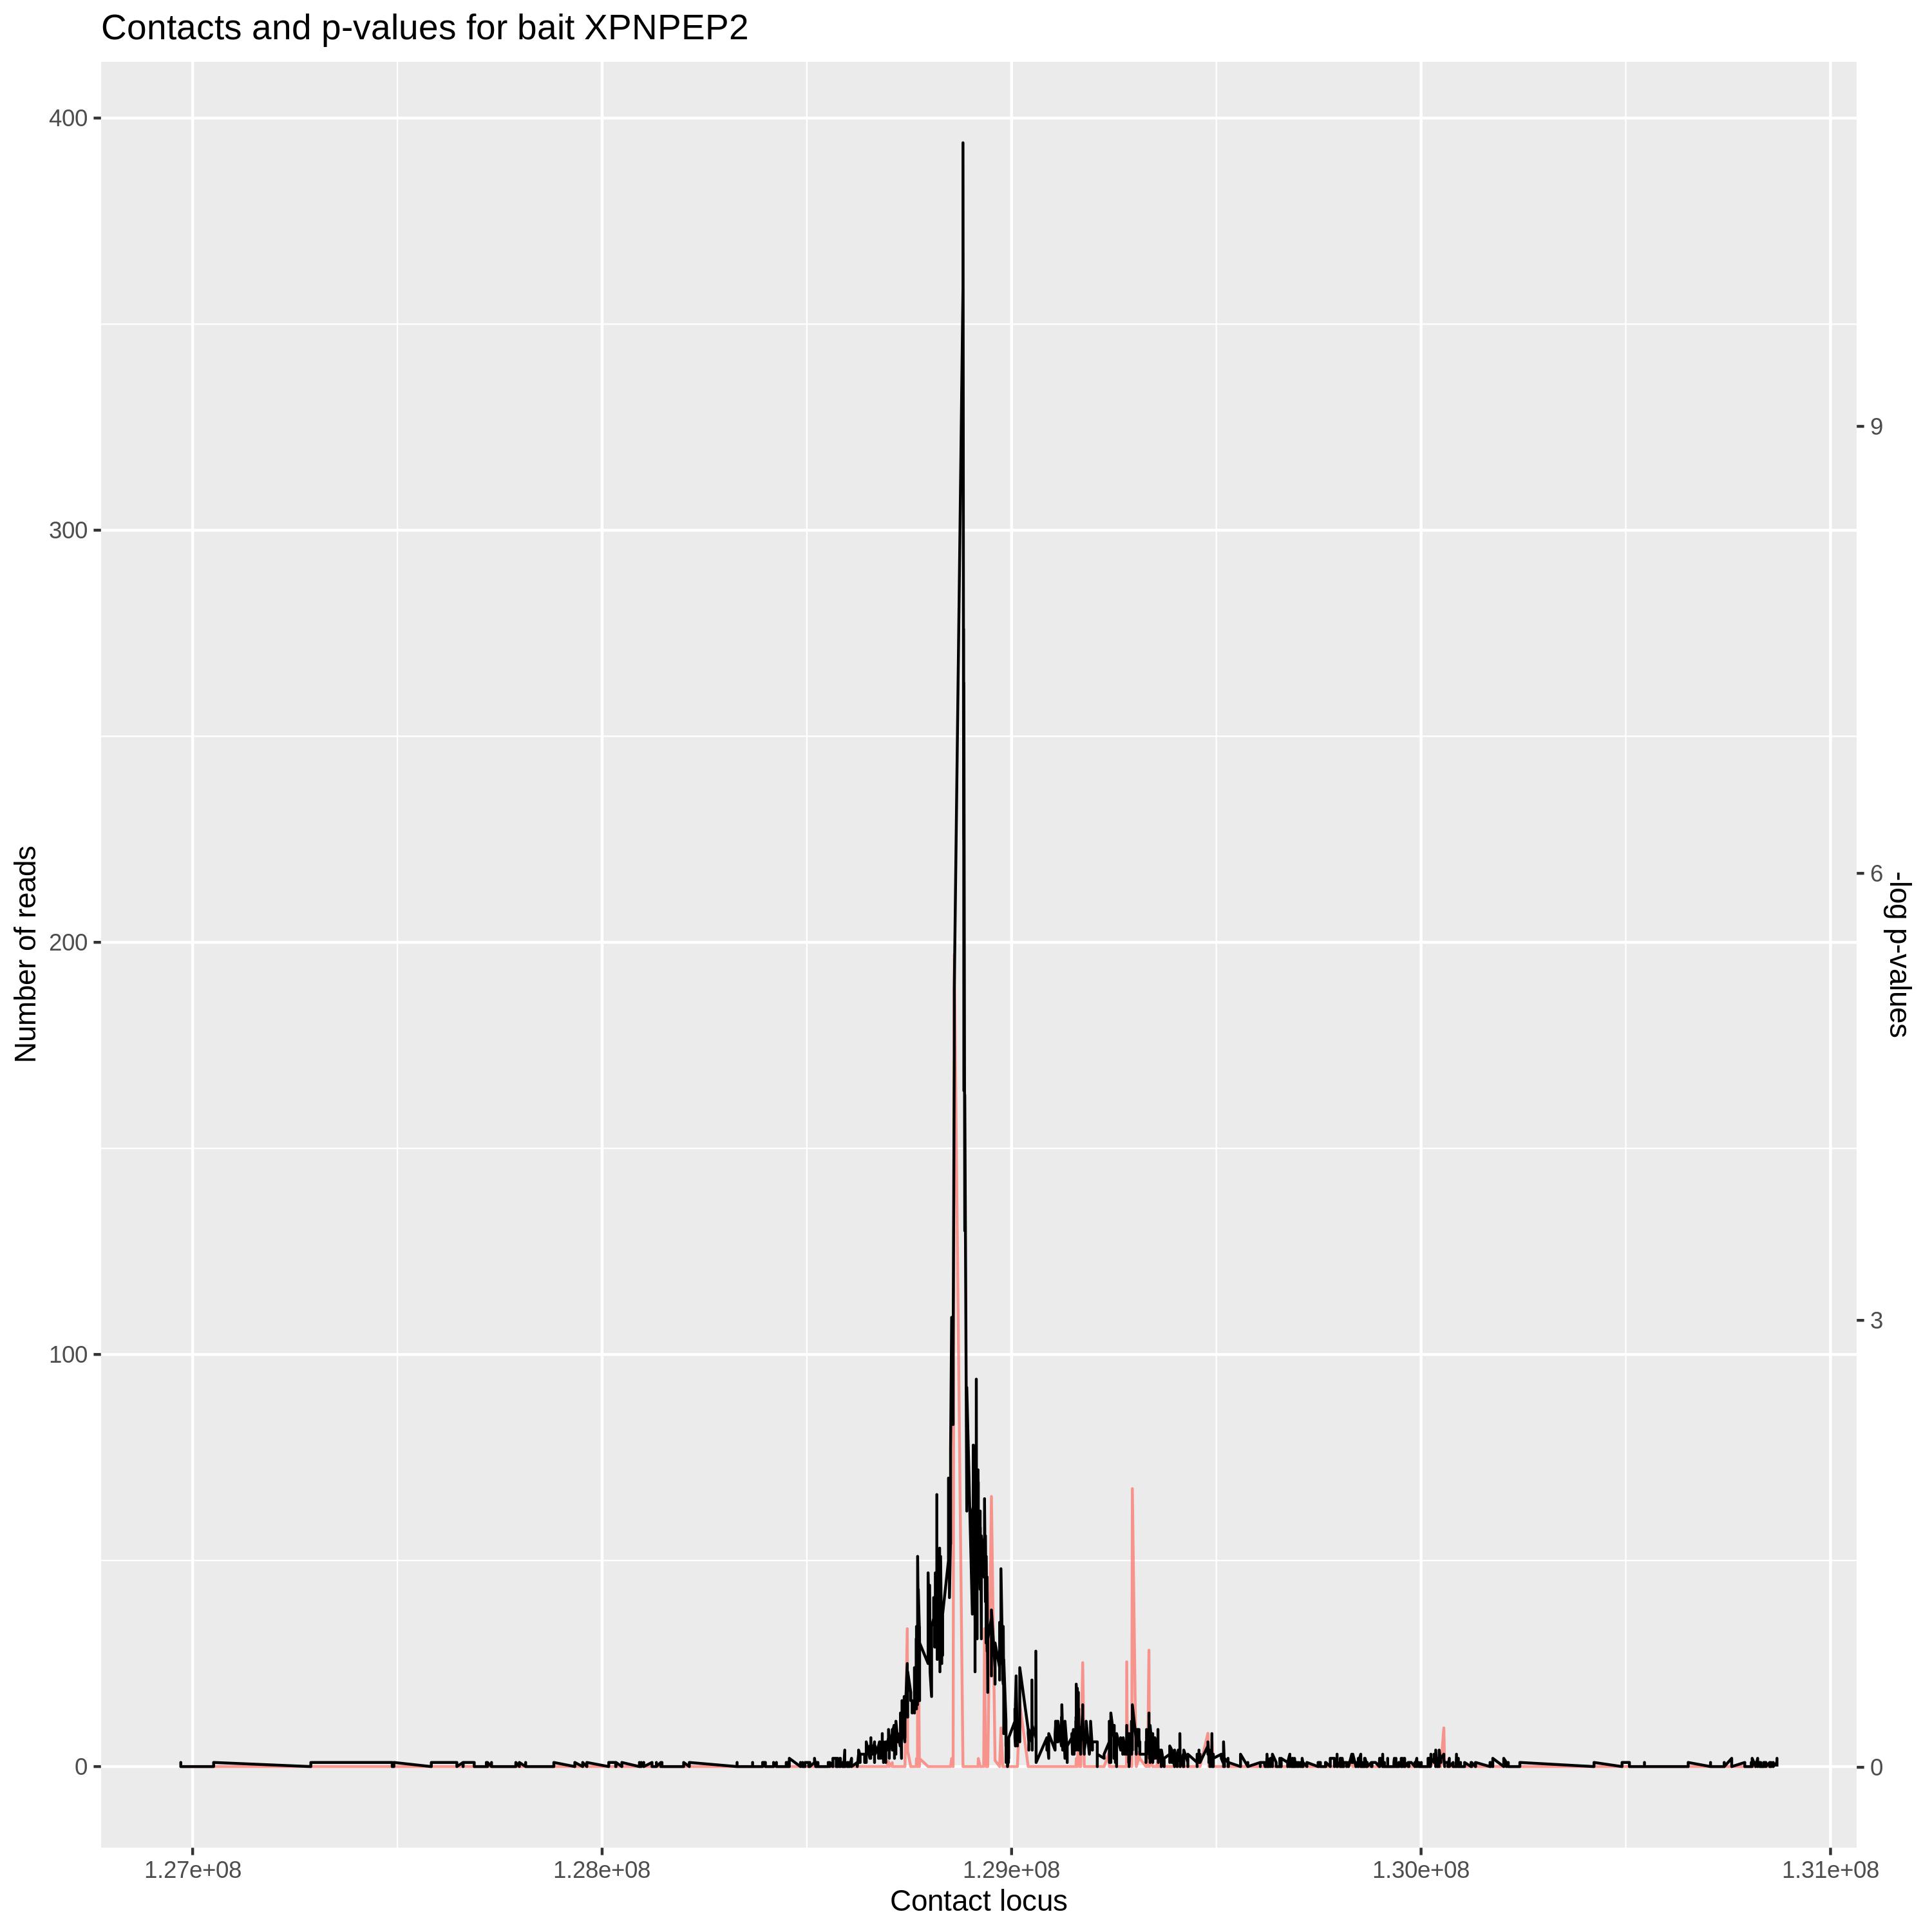 Contacts and p-values for bait XPNPEP2
400
300
200
100
0
Number of reads
9
6
3
0
-log p-values
1.27e+08
1.28e+08
1.29e+08
1.30e+08
1.31e+08
Contact locus